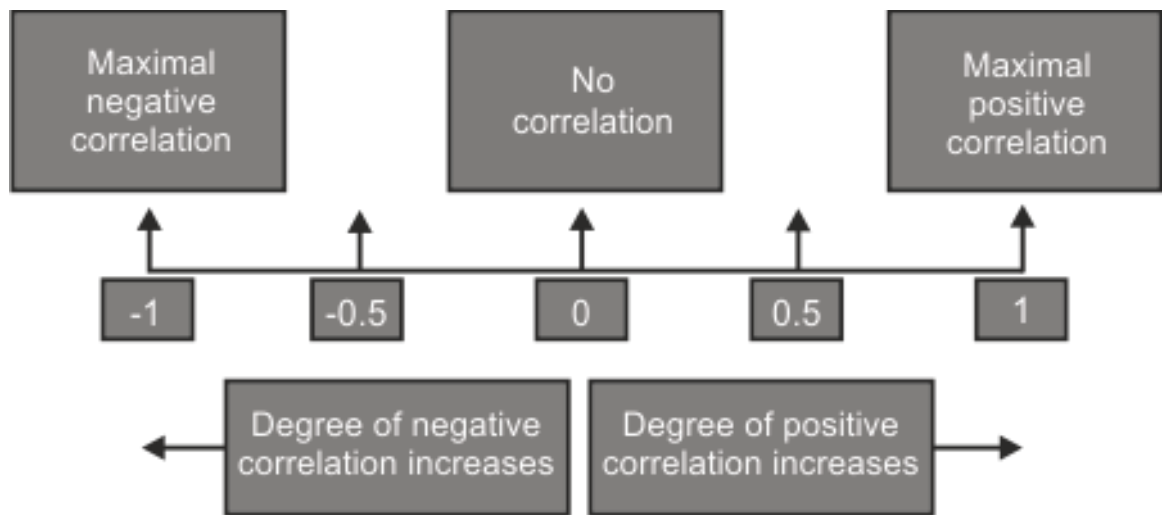 Maximal
negative
correlation
No
correlation
Maximal
positive
correlation
-1
-0.5
0
0.5
1
Degree of negative
correlation increases
Degree of positive
correlation increases